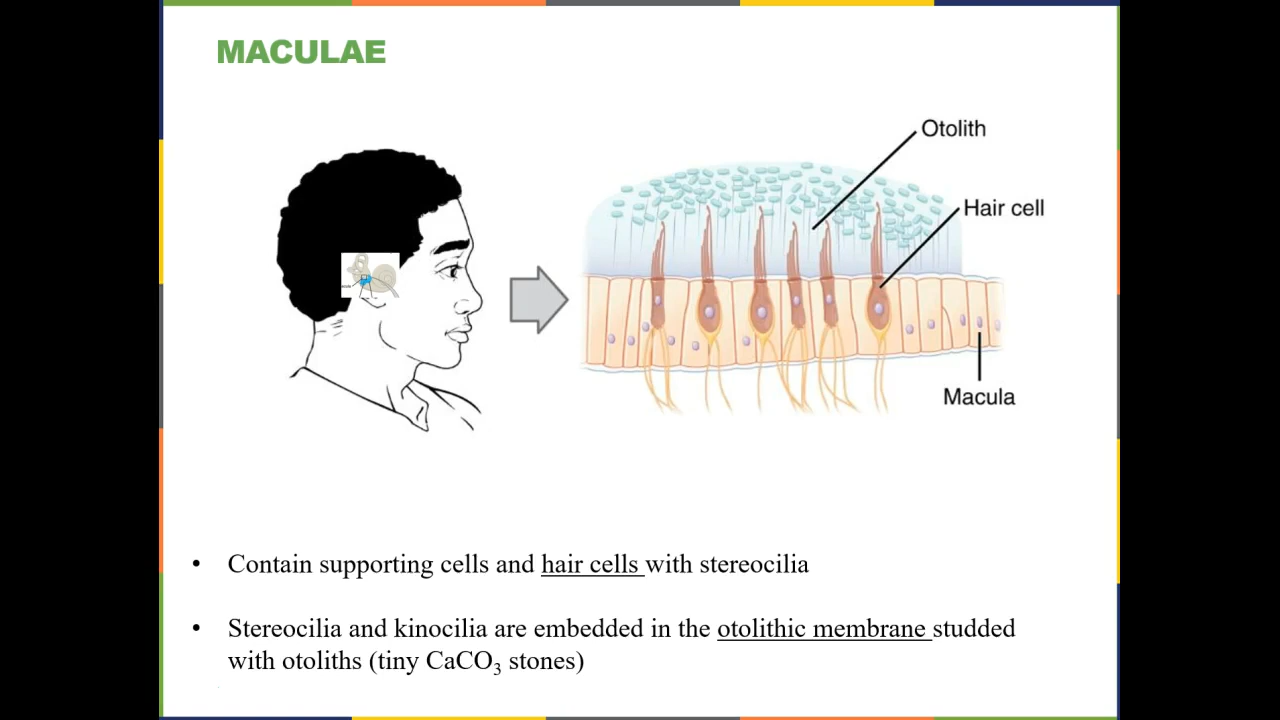 MACULAE
Otolith
Hair cell
Macula
• Contain supporting cells and hair cells with stereocilia
• Stereocilia and kinocilia are embedded in the otolithic membrane studded
with otoliths (tiny CaCO₃ stones)